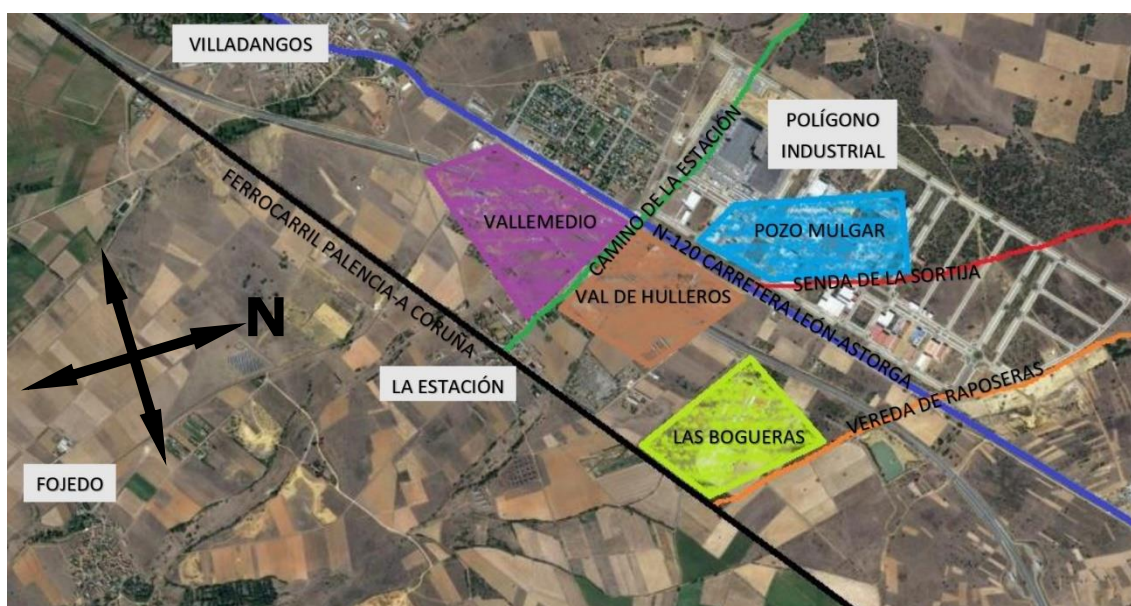 VILLADANGOS
POLÍGONO
INDUSTRIAL
CAMINO DE LA ESTACIÓN
FERROCARRIL PALENCIA-A CORUÑA
VALLEMEDIO
POZO MULGAR
N-120 CARRETERA LEÓN-ASTORGA
SENDA DE LA SORTIJA
VAL DE HULLEROS
N
LA ESTACIÓN
VEREDA DE RAPOSERAS
LAS BOGUERAS
FOJEDO